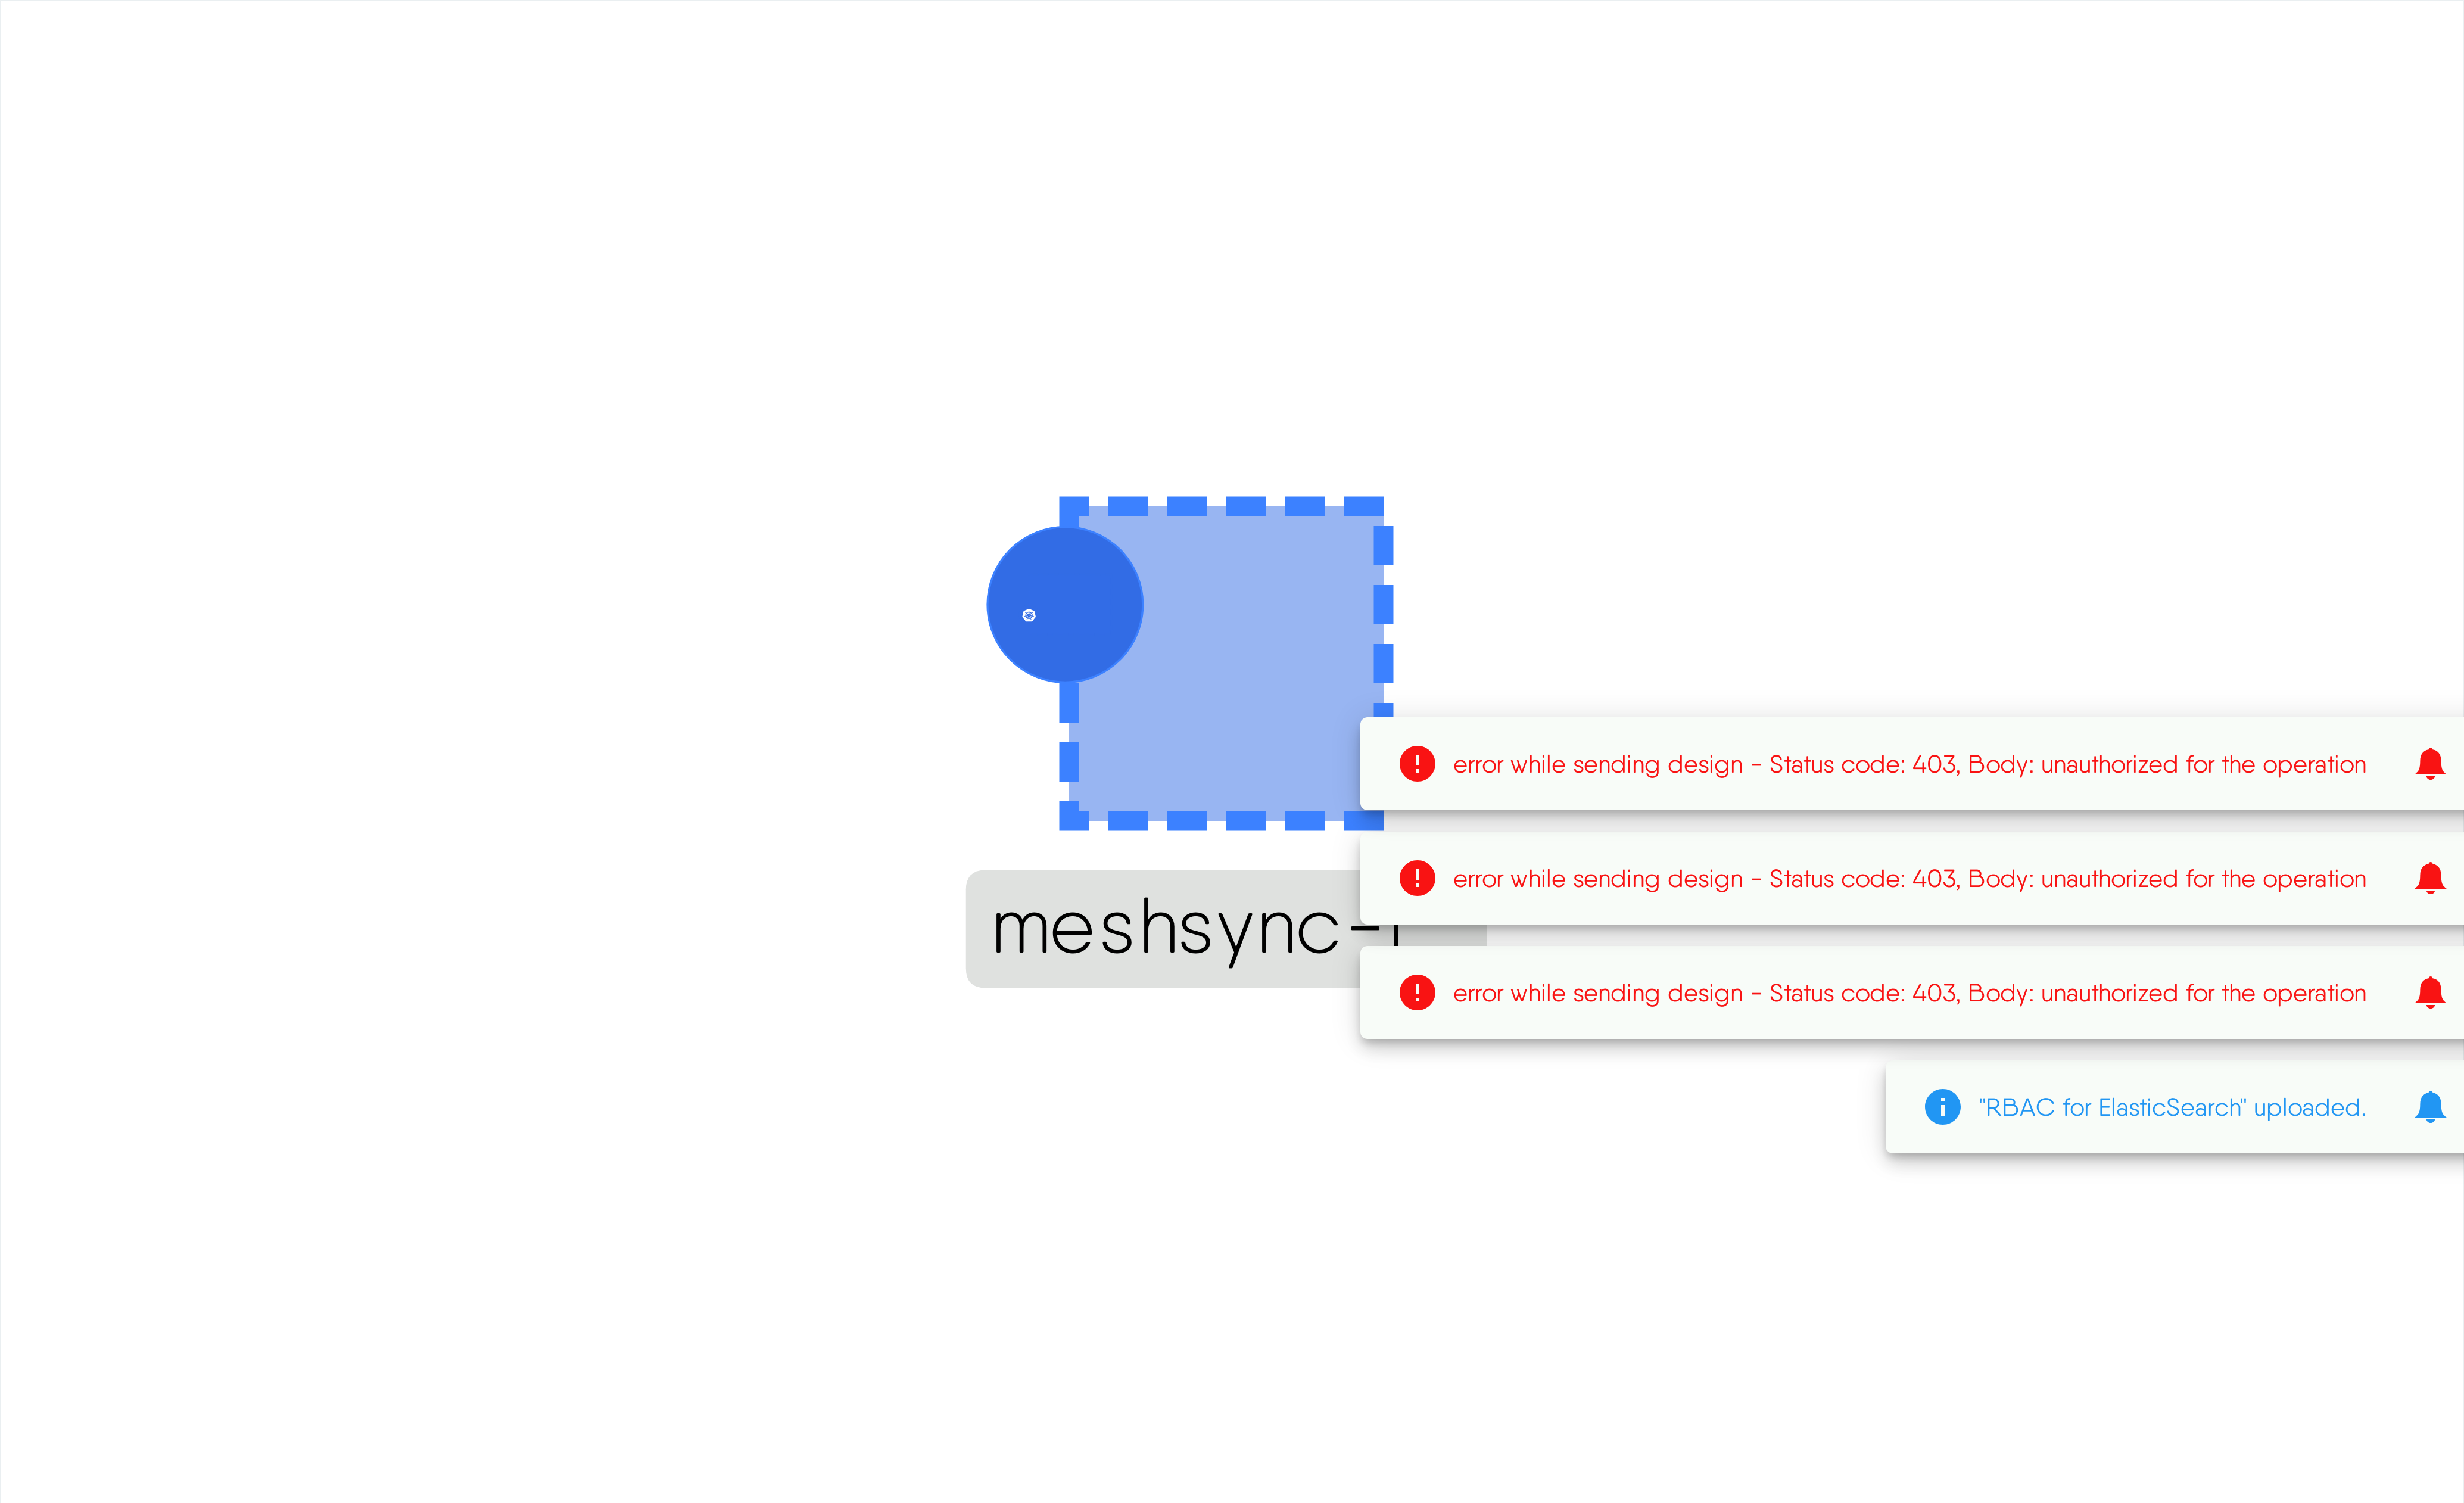 error while sending design - Status code: 403, Body: unauthorized for the operation
error while sending design - Status code: 403, Body: unauthorized for the operation
meshsync-
error while sending design - Status code: 403, Body: unauthorized for the operation
"RBAC for ElasticSearch" uploaded.